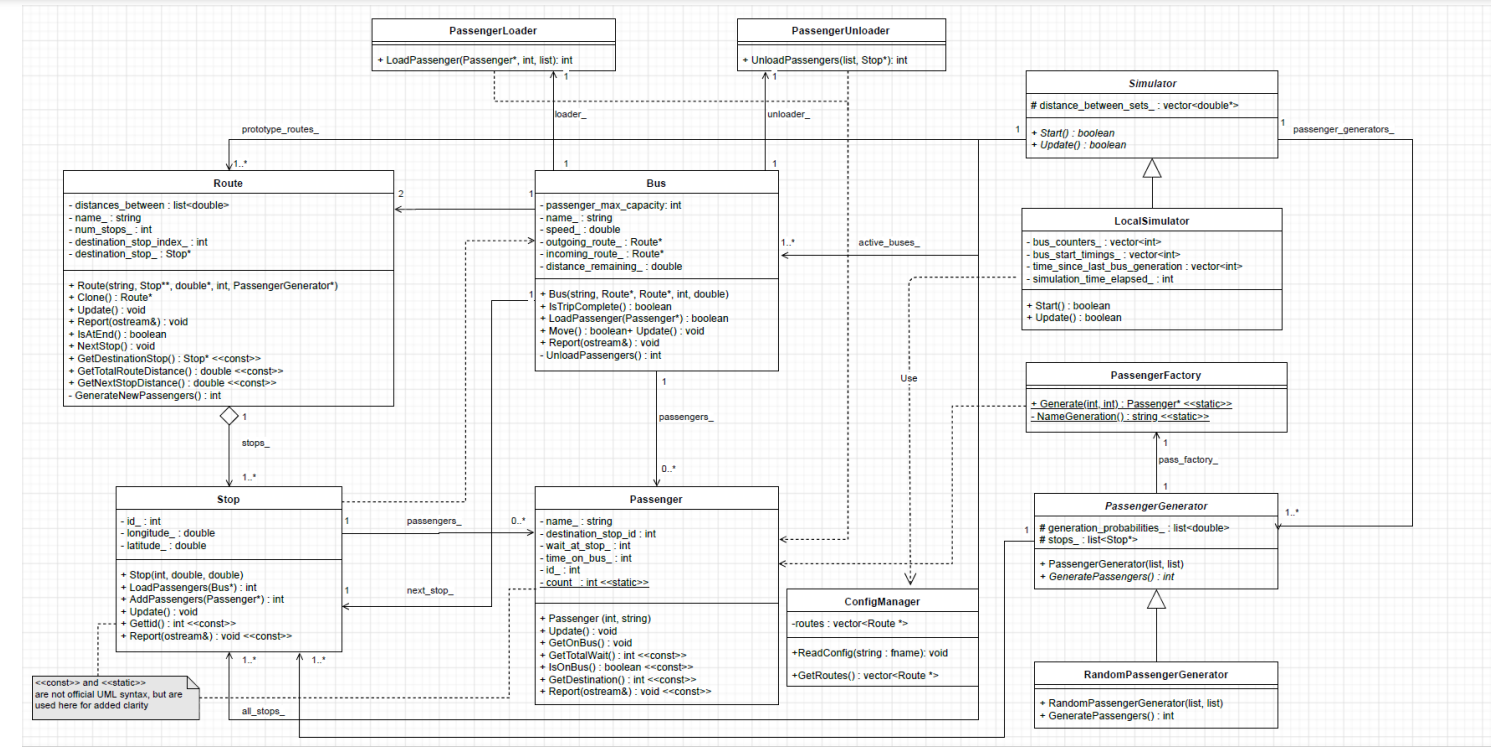 PassengerLoader
+ LoadPassenger(Passenger*, int, list): int
PassengerUnloader
+ UnloadPassengers(list, Stop*): int
Simulator
# distance_between_sets_ : vector<double*>
+ Start() : boolean
+ Update() : boolean
1
1
loader_
unloader_
prototype_routes_
1
1
passenger_generators_
1..*
1
1
Route
- distances_between : list<double>
- name_ : string
- num_stops_ : int
- destination_stop_index_ : int
- destination_stop_ : Stop*
+ Route(string, Stop**, double*, int, PassengerGenerator*)
+ Clone() : Route*
+ Update() : void
+ Report(ostream&) : void
+ IsAtEnd() : boolean
+ NextStop() : void
+ GetDestinationStop() : Stop* <<const>>
+ GetTotalRouteDistance() : double <<const>>
+ GetNextStopDistance() : double <<const>>
- GenerateNewPassengers() : int
2
1
Bus
- passenger_max_capacity: int
- name_ : string
- speed_ : double
- outgoing_route_ : Route*
- incoming_route_ : Route*
- distance_remaining_ : double
1
+ Bus(string, Route*, Route*, int, double)
+ IsTripComplete() : boolean
+ LoadPassenger(Passenger*) : boolean
+ Move() : boolean+ Update() : void
+ Report(ostream&) : void
- UnloadPassengers() : int
1..*
active_buses_
LocalSimulator
- bus_counters_ : vector<int>
- bus_start_timings_ : vector<int>
- time_since_last_bus_generation : vector<int>
- simulation_time_elapsed_ : int
+ Start() : boolean
+ Update() : boolean
Use
1
passengers_
0..*
1
stops_
1..*
PassengerFactory
+ Generate(int, int) : Passenger* <<static>>
- NameGeneration() : string <<static>>
1
pass_factory_
1
Stop
- id_ : int
- longitude_ : double
- latitude_ : double
+ Stop(int, double, double)
+ LoadPassengers(Bus*) : int
+ AddPassengers(Passenger*) : int
+ Update() : void
+ GetId() : int <<const>>
+ Report(ostream&) : void <<const>>
1
passengers_
0..*
1
next_stop_
Passenger
- name_ : string
- destination_stop_id : int
- wait_at_stop_ : int
- time_on_bus_ : int
- id_ : int
- count_ : int <<static>>
+ Passenger (int, string)
+ Update() : void
+ GetOnBus() : void
+ GetTotalWait() : int <<const>>
+ IsOnBus() : boolean <<const>>
+ GetDestination() : int <<const>>
+ Report(ostream&) : void <<const>>
PassengerGenerator
# generation_probabilities_ : list<double>
# stops_ : list<Stop*>
+ PassengerGenerator(list, list)
+ GeneratePassengers() : int
1
1..*
ConfigManager
-routes : vector<Route *>
+ReadConfig(string : fname): void
+GetRoutes() : vector<Route *>
RandomPassengerGenerator
+ RandomPassengerGenerator(list, list)
+ GeneratePassengers() : int
1..*
1..*
<<const>> and <<static>>
are not official UML syntax, but are
used here for added clarity
all_stops_